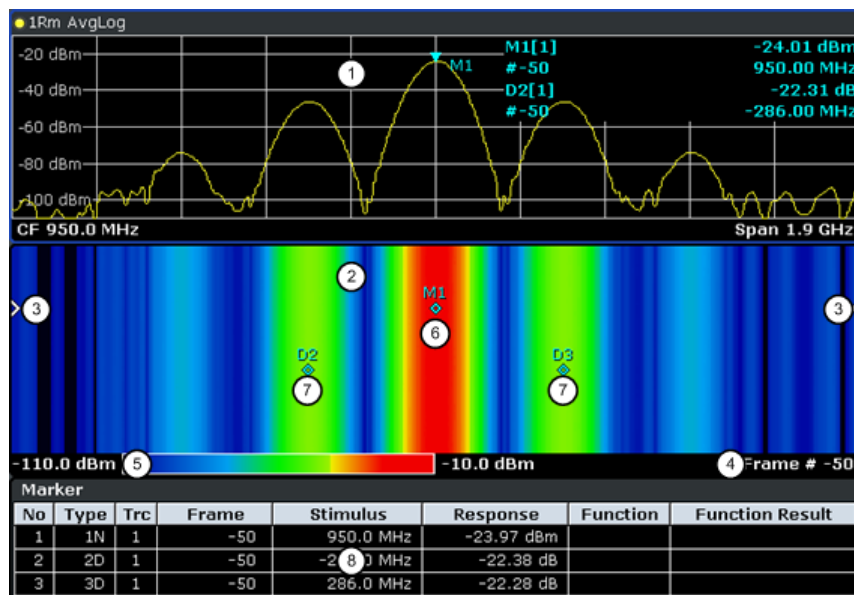 1Rm AvgLog
-20 dBm
-40 dBm
-60 dBm
-80 dBm
-100 dBm
1
M1
M1[1] -24.01 dBm
#-50 950.00 MHz
D2[1] -22.31 dB
#-50 -286.00 MHz
CF 950.0 MHz Span 1.9 GHz
2
3
M1
3
6
D2
D3
7
7
-110.0 dBm 5 -10.0 dBm 4 Frame # -50
Marker
No Type Trc Frame Stimulus Response Function Function Result
1 1N 1 -50 950.0 MHz -23.97 dBm
2 2D 1 -50 8 -22.38 dB
3 3D 1 -50 286.0 MHz -22.28 dB